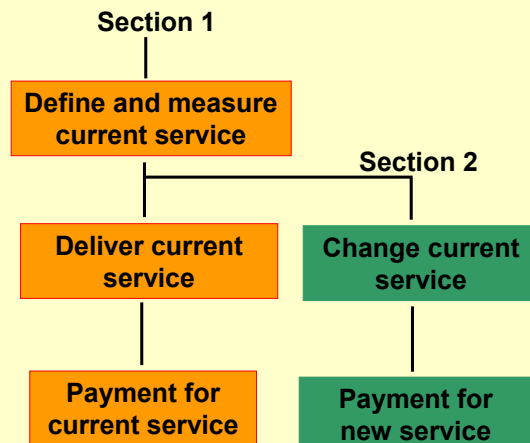 Section 1
Define and measure
current service
Section 2
Deliver current
service
Change current
service
Payment for
current service
Payment for
new service